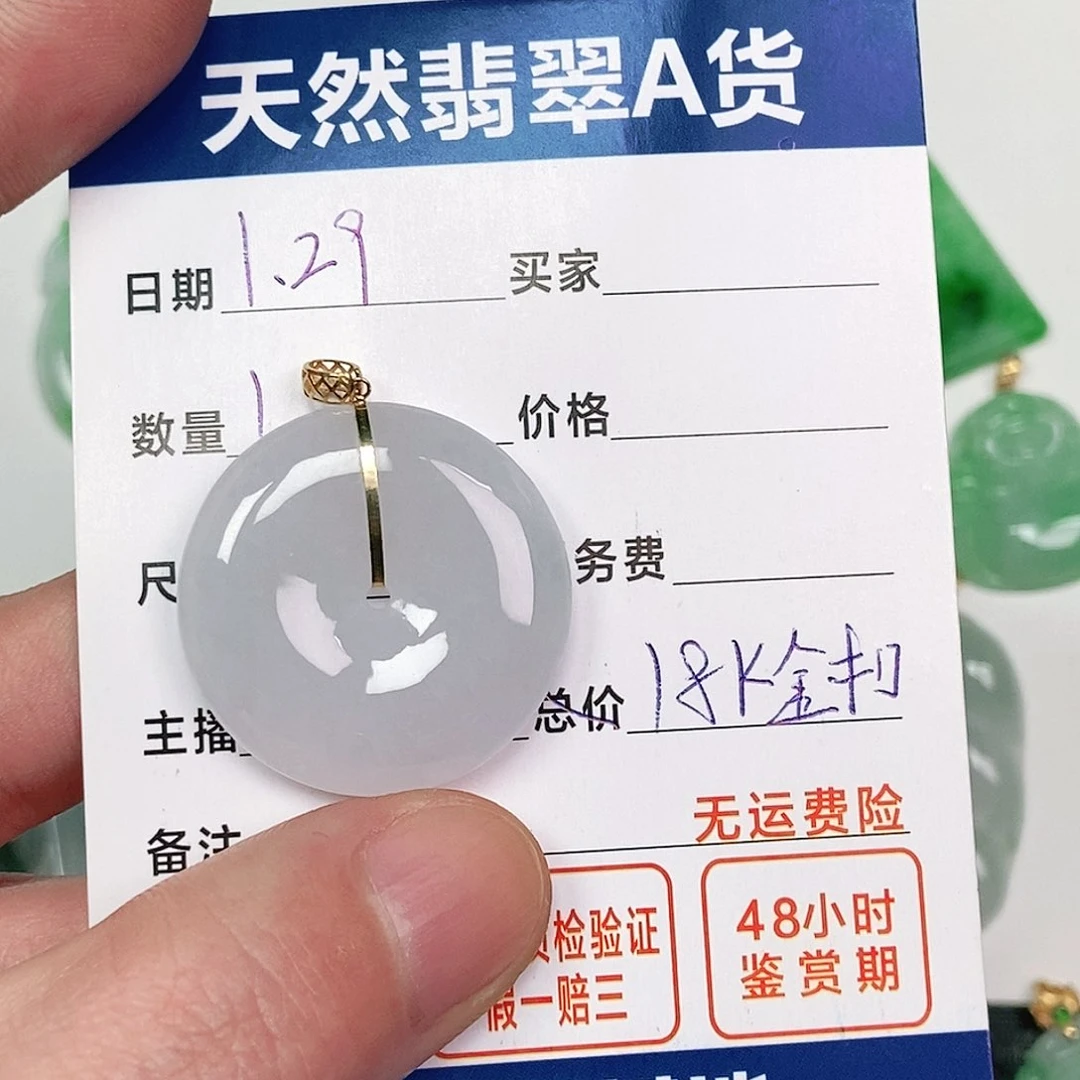 天然翡翠A货
日期 1.29 买家
数量 1 价格
尺 务费
主播 总价 18K金扣
备注 无运费险
检验证 48小时
假一赔三 鉴赏期